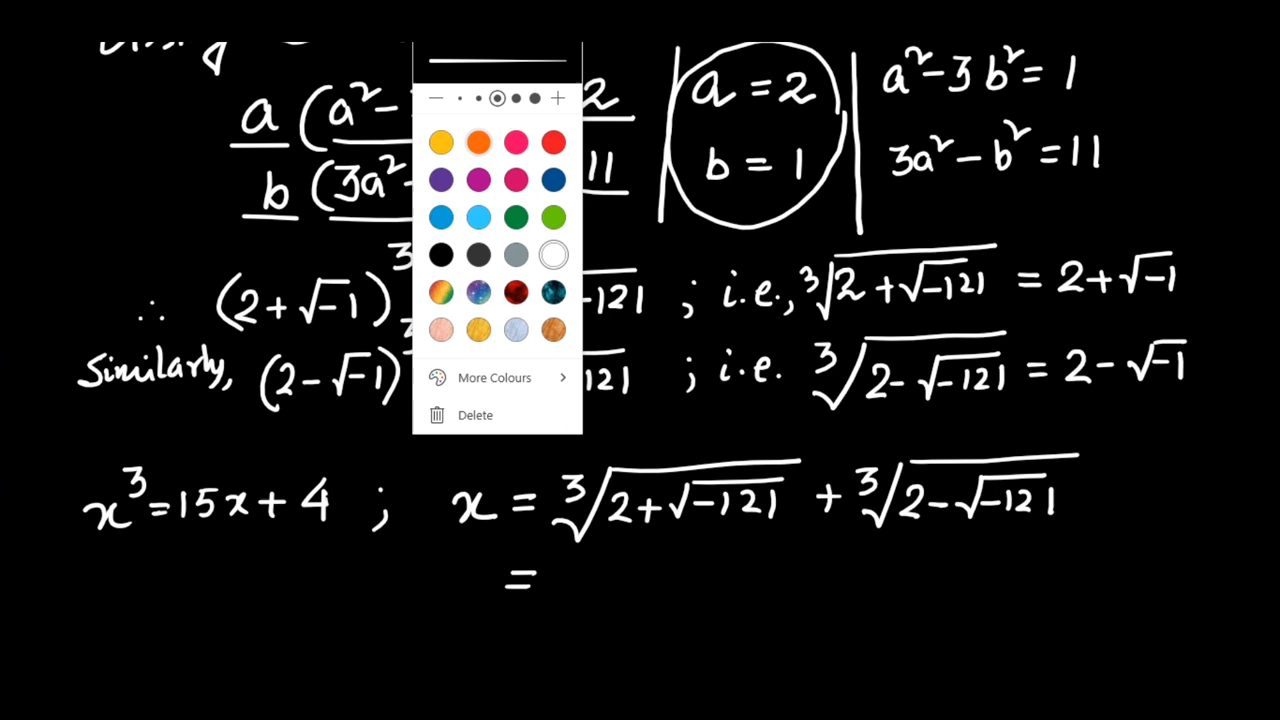 a (a²- 2 | a = 2 | a²-3b²= 1
b (3a² 11 | b = 1 | 3a²-b²=11
∴ (2+√-1)³ -121 ; i.e., ∛2+√-121 = 2+√-1
Similarly, (2-√-1) 121 ; i.e. ∛2-√-121 = 2-√-1
More Colours
Delete
x³=15x+4 ; x = ∛2+√-121 + ∛2-√-121
=